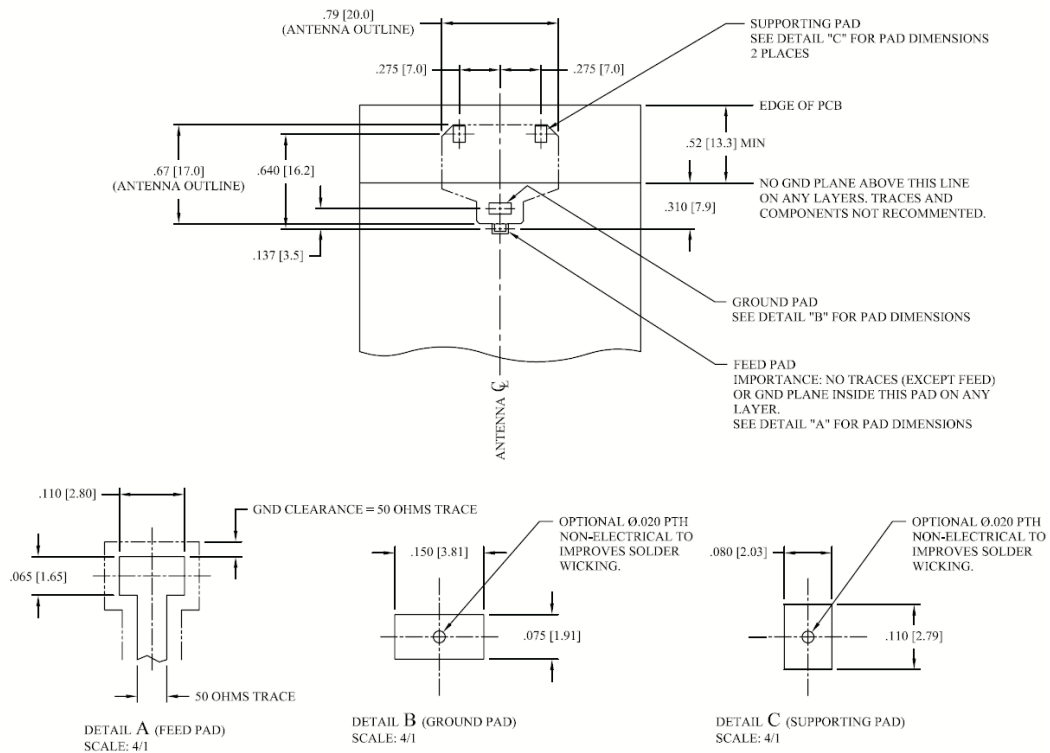 .79 [20.0]
(ANTENNA OUTLINE)
SUPPORTING PAD
SEE DETAIL "C" FOR PAD DIMENSIONS
2 PLACES
.275 [7.0]
.275 [7.0]
EDGE OF PCB
.52 [13.3] MIN
.67 [17.0]
(ANTENNA OUTLINE)
.640 [16.2]
NO GND PLANE ABOVE THIS LINE
ON ANY LAYERS. TRACES AND
COMPONENTS NOT RECOMMENTED.
.310 [7.9]
.137 [3.5]
GROUND PAD
SEE DETAIL "B" FOR PAD DIMENSIONS
FEED PAD
IMPORTANCE: NO TRACES (EXCEPT FEED)
OR GND PLANE INSIDE THIS PAD ON ANY
LAYER.
SEE DETAIL "A" FOR PAD DIMENSIONS
ANTENNA CL
.110 [2.80]
GND CLEARANCE = 50 OHMS TRACE
.065 [1.65]
50 OHMS TRACE
DETAIL A (FEED PAD)
SCALE: 4/1
OPTIONAL Ø.020 PTH
NON-ELECTRICAL TO
IMPROVES SOLDER
WICKING.
.150 [3.81]
.075 [1.91]
DETAIL B (GROUND PAD)
SCALE: 4/1
OPTIONAL Ø.020 PTH
NON-ELECTRICAL TO
IMPROVES SOLDER
WICKING.
.080 [2.03]
.110 [2.79]
DETAIL C (SUPPORTING PAD)
SCALE: 4/1